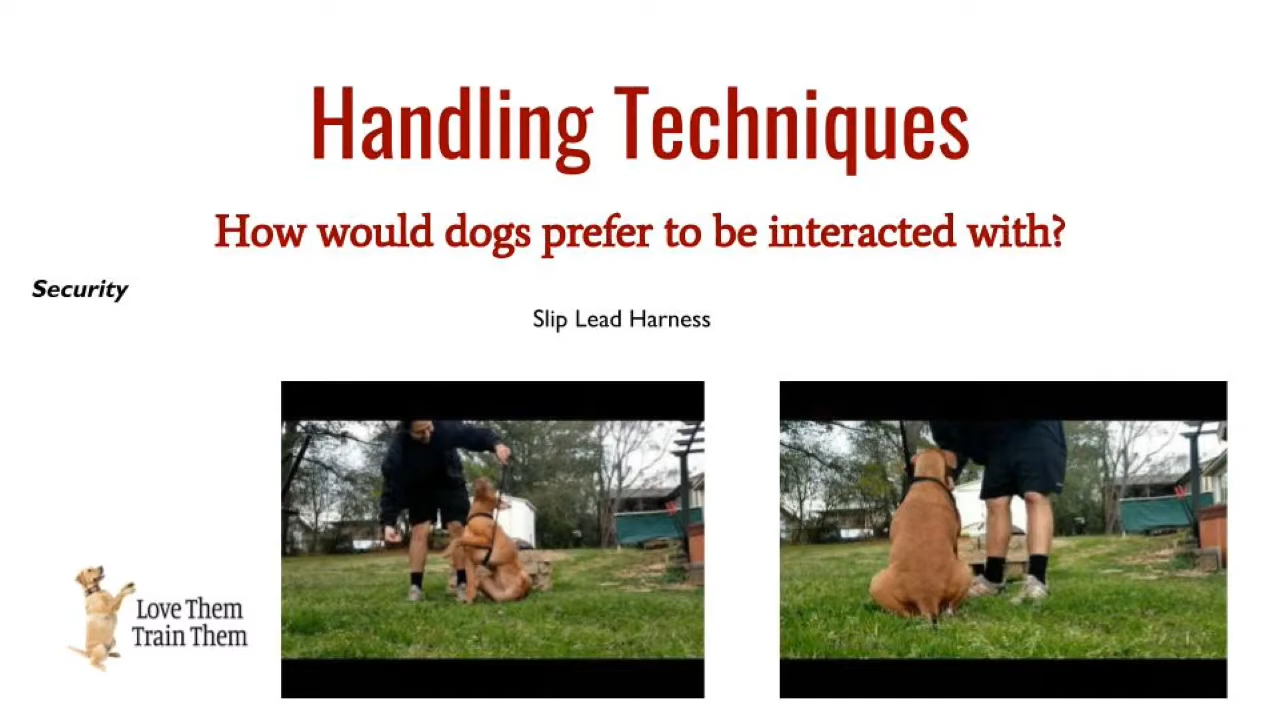 Handling Techniques
How would dogs prefer to be interacted with?
Security
Slip Lead Harness
Love Them
Train Them